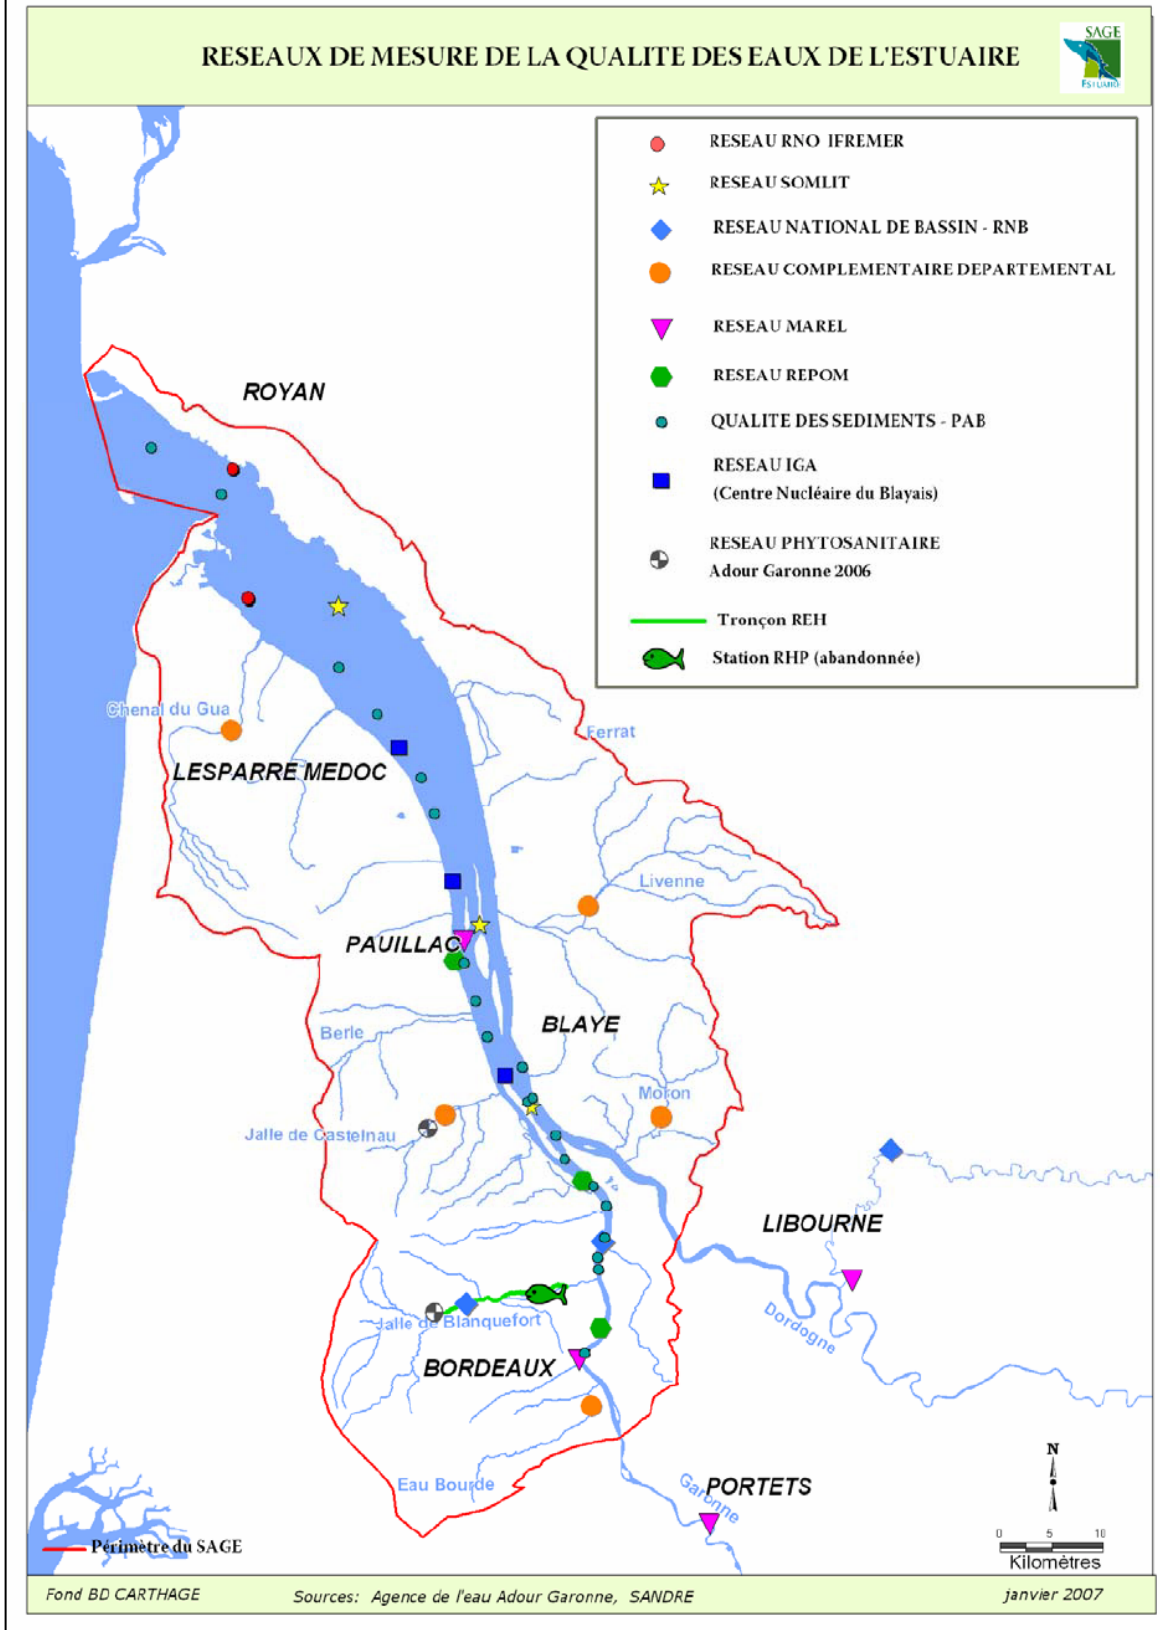 RESEAUX DE MESURE DE LA QUALITE DES EAUX DE L'ESTUAIRE
SAGE
ESTUAIRE
RESEAU RNO IFREMER
RESEAU SOMLIT
RESEAU NATIONAL DE BASSIN - RNB
RESEAU COMPLEMENTAIRE DEPARTEMENTAL
RESEAU MAREL
RESEAU REPOM
QUALITE DES SEDIMENTS - PAB
RESEAU IGA
(Centre Nucléaire du Blayais)
RESEAU PHYTOSANITAIRE
Adour Garonne 2006
Tronçon REH
Station RHP (abandonnée)
ROYAN
Chenal du Gua
Ferrat
LESPARRE MEDOC
Livenne
PAUILLAC
BLAYE
Berle
Moron
Jalle de Castelnau
LIBOURNE
Jalle de Blanquefort
Dordogne
BORDEAUX
Eau Bourde
Garonne
PORTETS
N
0 5 10
Kilomètres
Périmètre du SAGE
Fond BD CARTHAGE
Sources: Agence de l'eau Adour Garonne, SANDRE
janvier 2007